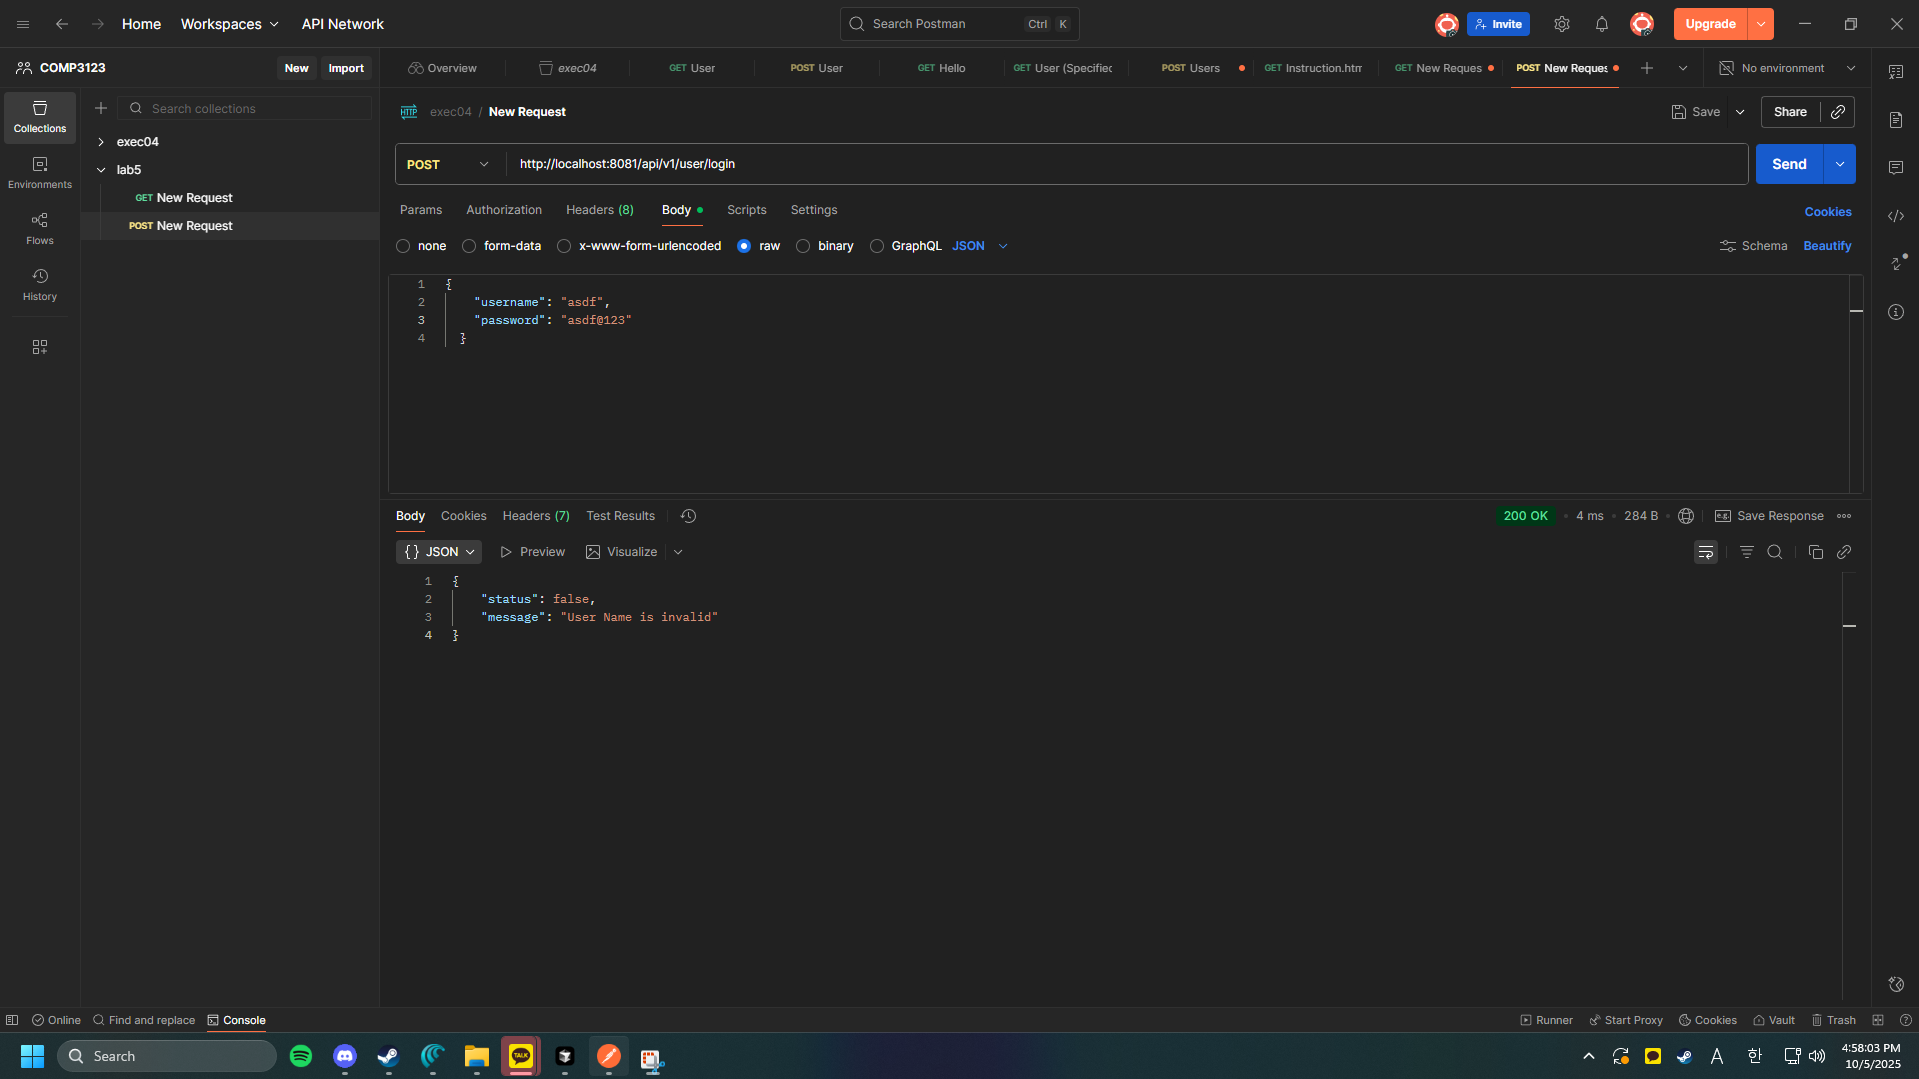 Home Workspaces API Network Search Postman Ctrl K Invite Upgrade
COMP3123 New Import Overview exec04 GET User POST User GET Hello GET User (Specified POST Users GET Instruction.htm GET New Reques POST New Reques No environment
Collections
Environments
Flows
History
Search collections
exec04
lab5
GET New Request
POST New Request
exec04 / New Request Save Share
POST http://localhost:8081/api/v1/user/login Send
Params Authorization Headers (8) Body Scripts Settings Cookies
none form-data x-www-form-urlencoded raw binary GraphQL JSON Schema Beautify
1 {
2 "username": "asdf",
3 "password": "asdf@123"
4 }
Body Cookies Headers (7) Test Results 200 OK • 4 ms • 284 B e.g. Save Response
{} JSON Preview Visualize
1 {
2 "status": false,
3 "message": "User Name is invalid"
4 }
Online Find and replace Console Runner Start Proxy Cookies Vault Trash
Search TALK A 한 4:58:03 PM
10/5/2025